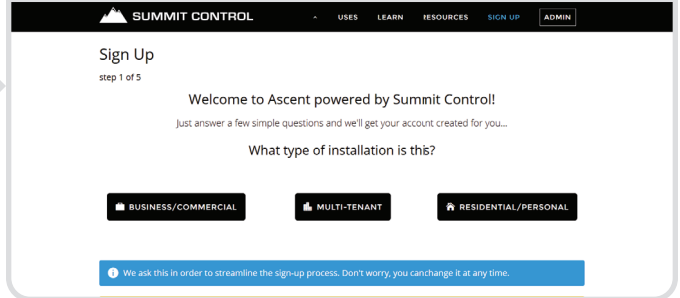 SUMMIT CONTROL
USES LEARN RESOURCES SIGN UP ADMIN
Sign Up
step 1 of 5
Welcome to Ascent powered by Summit Control!
Just answer a few simple questions and we'll get your account created for you...
What type of installation is this?
BUSINESS/COMMERCIAL MULTI-TENANT RESIDENTIAL/PERSONAL
We ask this in order to streamline the sign-up process. Don't worry, you canchange it at any time.